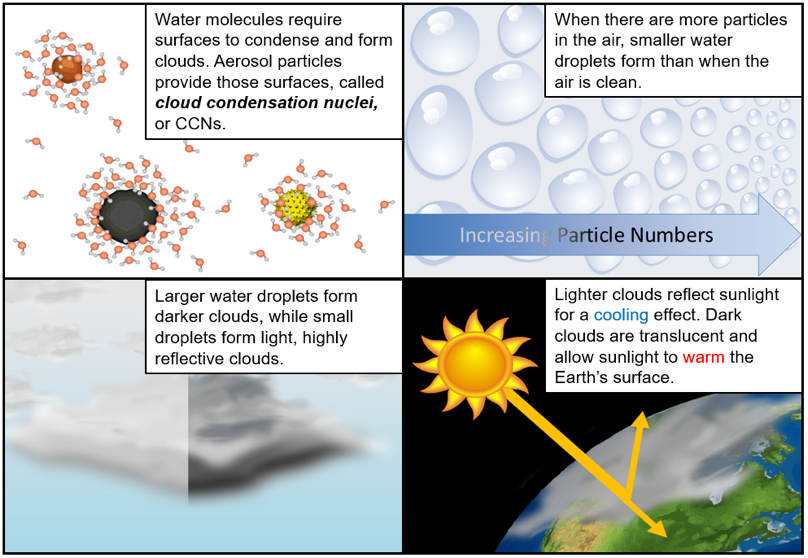 Water molecules require
surfaces to condense and form
clouds. Aerosol particles
provide those surfaces, called
cloud condensation nuclei,
or CCNs.
When there are more particles
in the air, smaller water
droplets form than when the
air is clean.
Increasing Particle Numbers
Larger water droplets form
darker clouds, while small
droplets form light, highly
reflective clouds.
Lighter clouds reflect sunlight
for a cooling effect. Dark
clouds are translucent and
allow sunlight to warm the
Earth's surface.